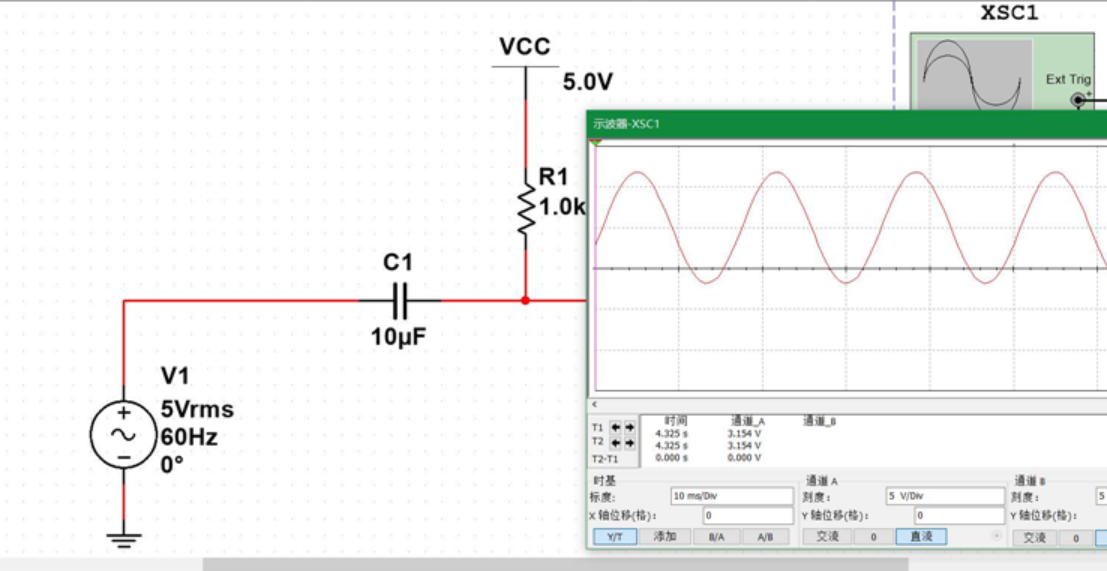 XSC1
VCC
5.0V
Ext Trig
+
示波器-XSC1
R1
1.0k
C1
10µF
V1
+
5Vrms
60Hz
0°
<
T1
T2
T2-T1
时间 通道_A 通道_B
4.325 s 3.154 V
4.325 s 3.154 V
0.000 s 0.000 V
时基 通道 A 通道 B
标度: 10 ms/Div 刻度: 5 V/Div 刻度: 5
X 轴位移(格): 0 Y 轴位移(格): 0 Y 轴位移(格):
Y/T 添加 B/A A/B 交流 0 直流 交流 0